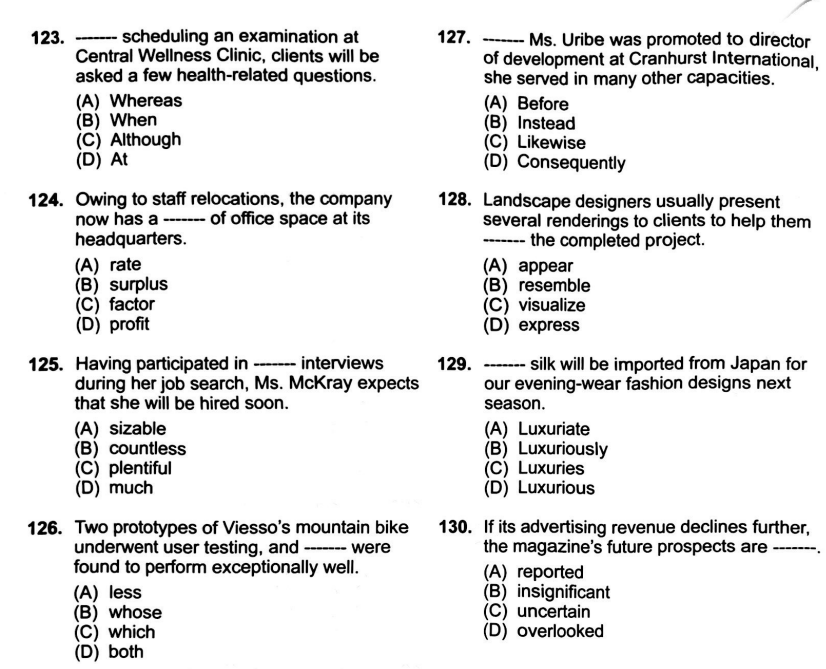 123. ------- scheduling an examination at
Central Wellness Clinic, clients will be
asked a few health-related questions.
(A) Whereas
(B) When
(C) Although
(D) At
124. Owing to staff relocations, the company
now has a ------- of office space at its
headquarters.
(A) rate
(B) surplus
(C) factor
(D) profit
125. Having participated in ------- interviews
during her job search, Ms. McKray expects
that she will be hired soon.
(A) sizable
(B) countless
(C) plentiful
(D) much
126. Two prototypes of Viesso's mountain bike
underwent user testing, and ------- were
found to perform exceptionally well.
(A) less
(B) whose
(C) which
(D) both
127. ------- Ms. Uribe was promoted to director
of development at Cranhurst International,
she served in many other capacities.
(A) Before
(B) Instead
(C) Likewise
(D) Consequently
128. Landscape designers usually present
several renderings to clients to help them
------- the completed project.
(A) appear
(B) resemble
(C) visualize
(D) express
129. ------- silk will be imported from Japan for
our evening-wear fashion designs next
season.
(A) Luxuriate
(B) Luxuriously
(C) Luxuries
(D) Luxurious
130. If its advertising revenue declines further,
the magazine's future prospects are -------.
(A) reported
(B) insignificant
(C) uncertain
(D) overlooked